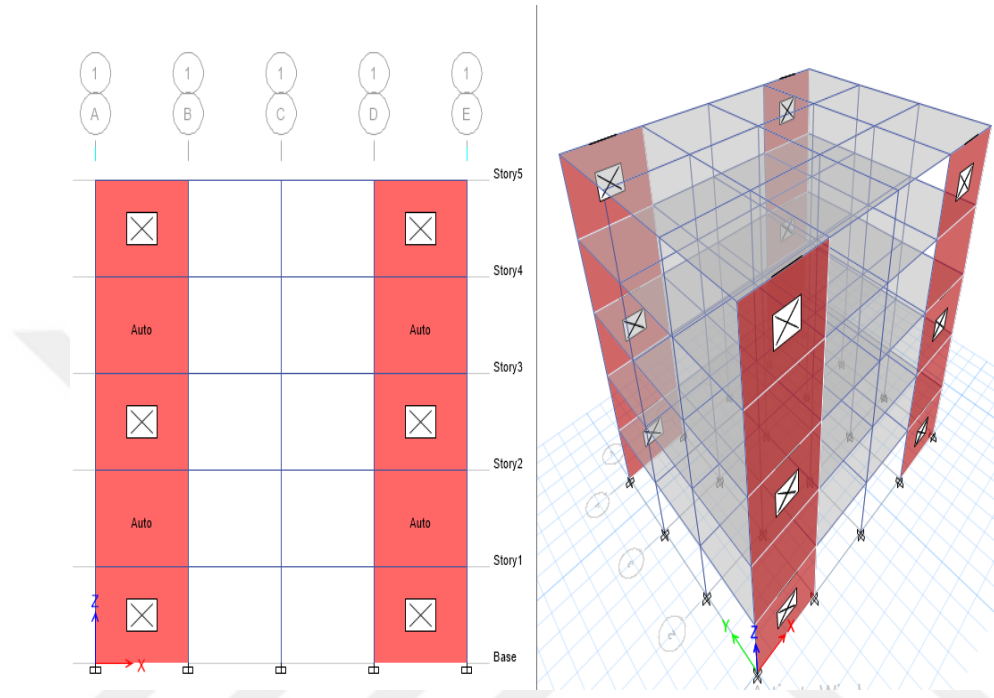 1 1 1 1 1
A B C D E
Story5
Story4
Auto Auto
Story3
Story2
Auto Auto
Story1
Z
Base
X
Y Z X